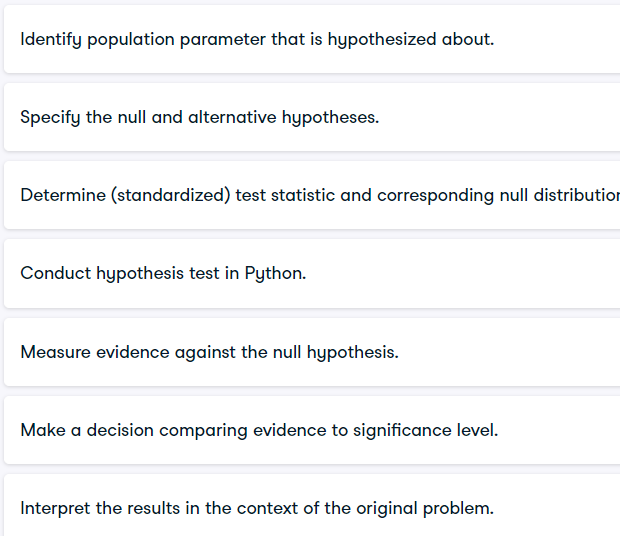 Identify population parameter that is hypothesized about.
Specify the null and alternative hypotheses.
Determine (standardized) test statistic and corresponding null distribution
Conduct hypothesis test in Python.
Measure evidence against the null hypothesis.
Make a decision comparing evidence to significance level.
Interpret the results in the context of the original problem.